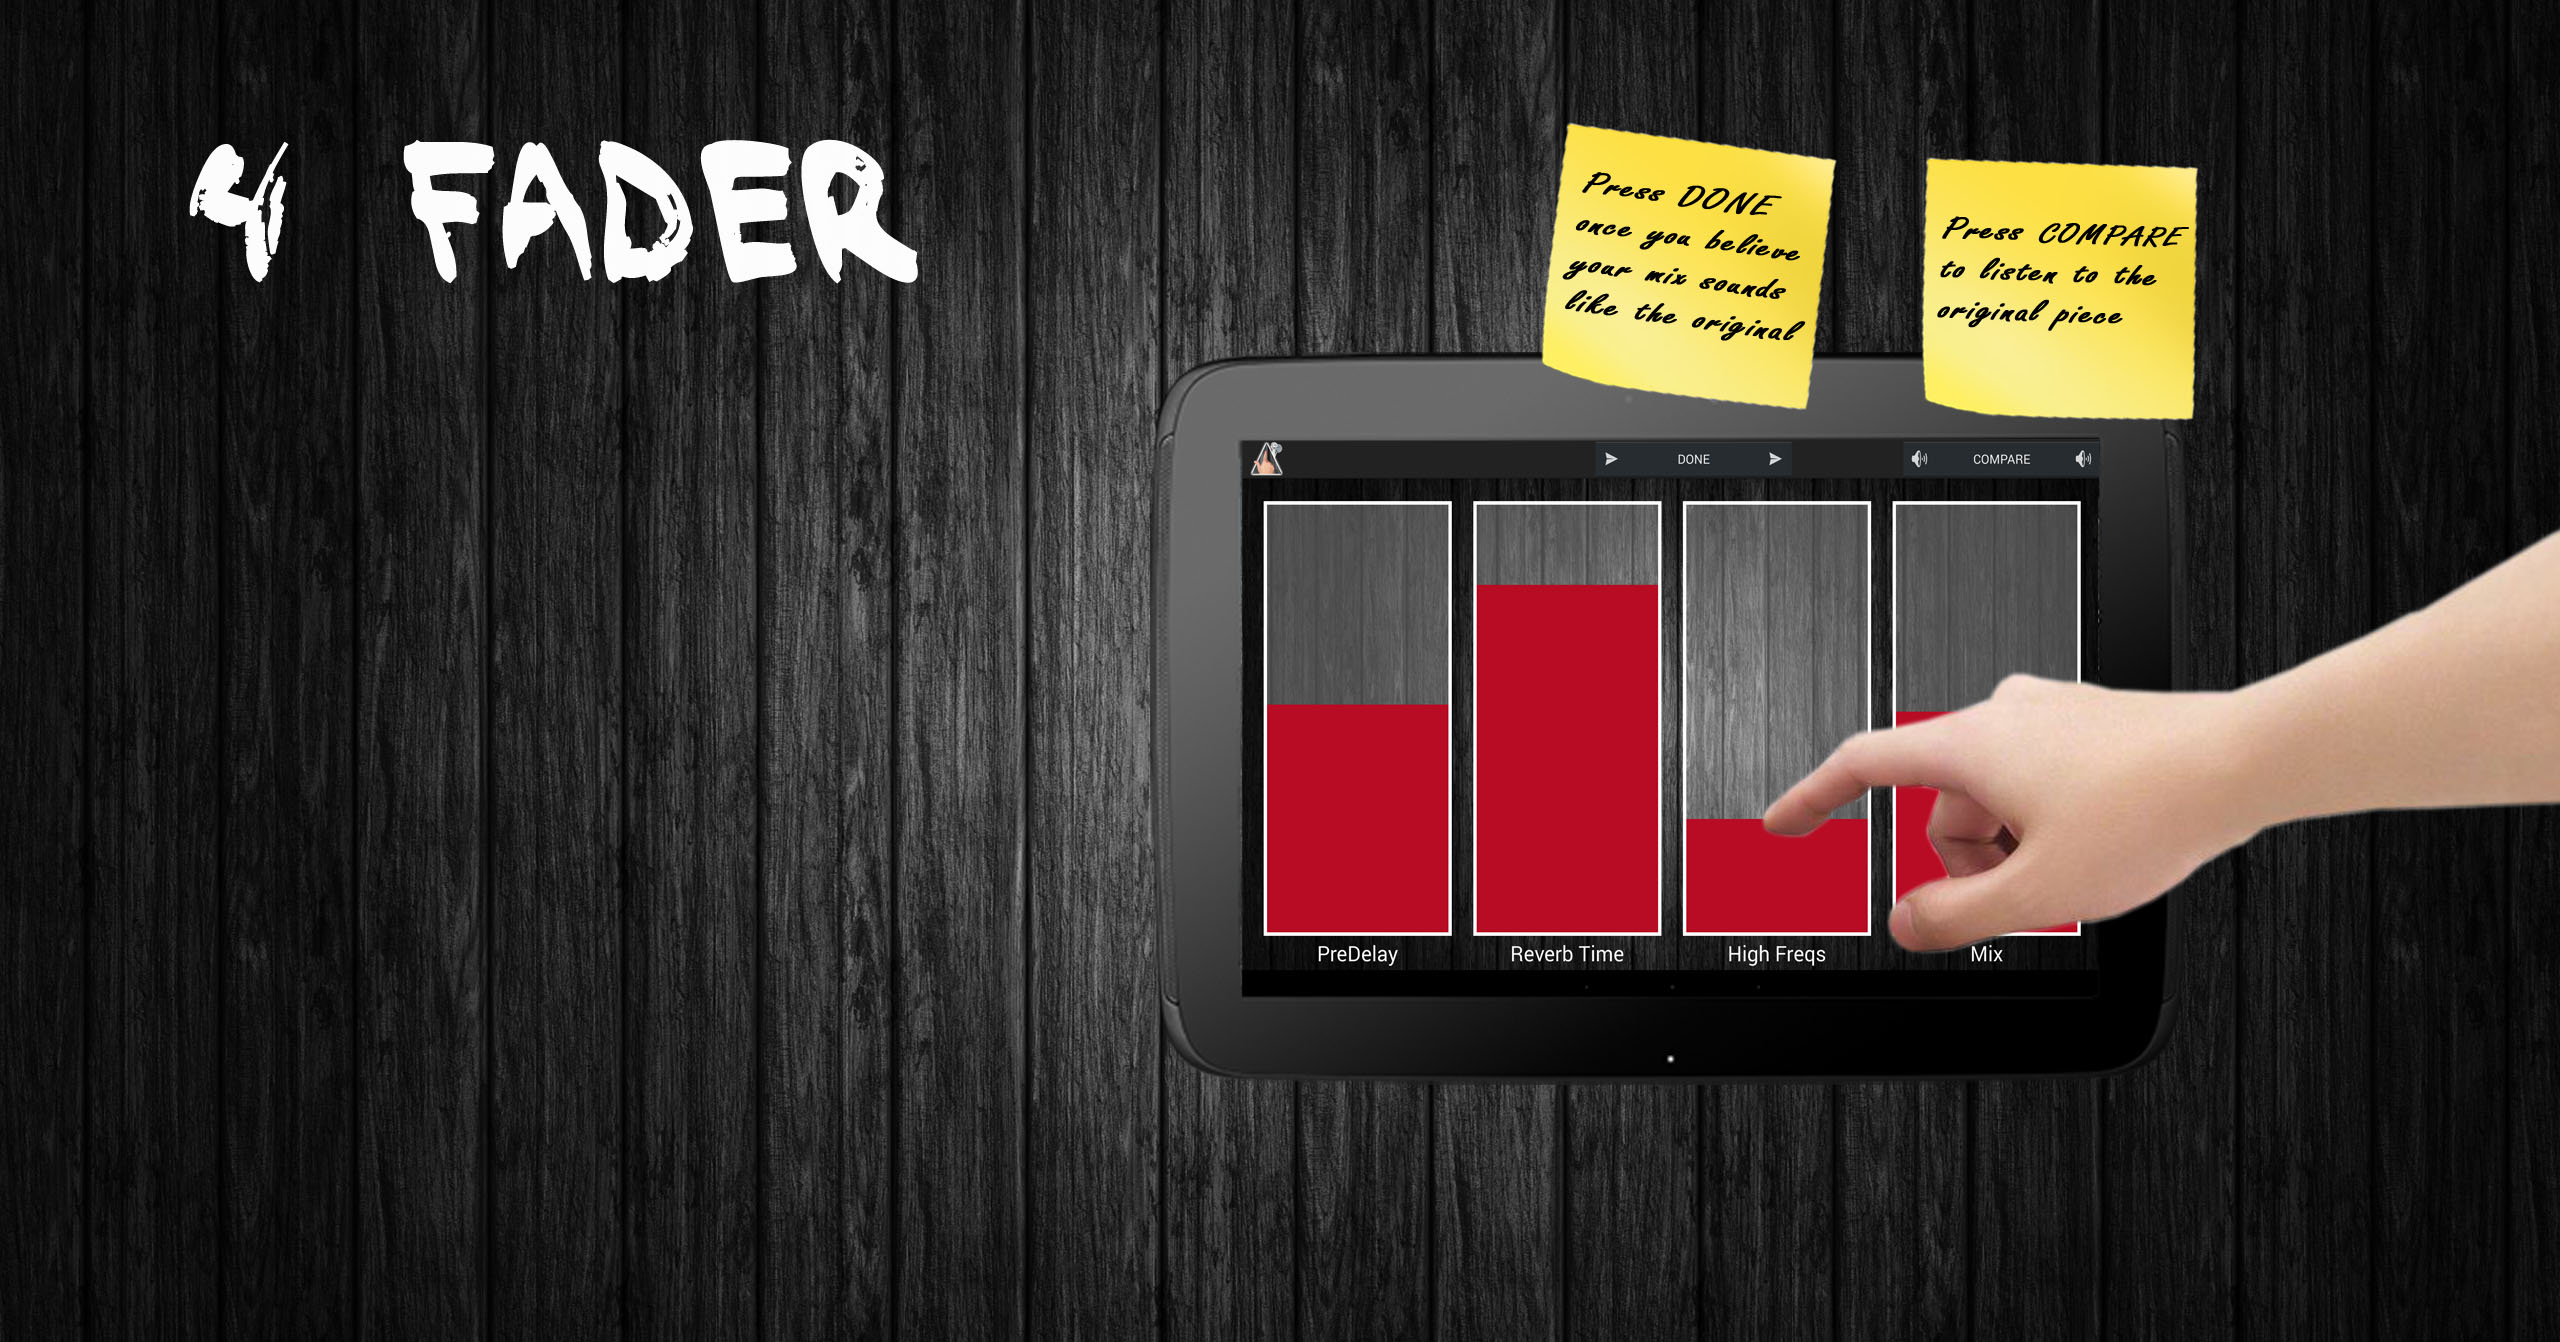 4 FADER
Press DONE
once you believe
your mix sounds
like the original
Press COMPARE
to listen to the
original piece
DONE
COMPARE
PreDelay
Reverb Time
High Freqs
Mix